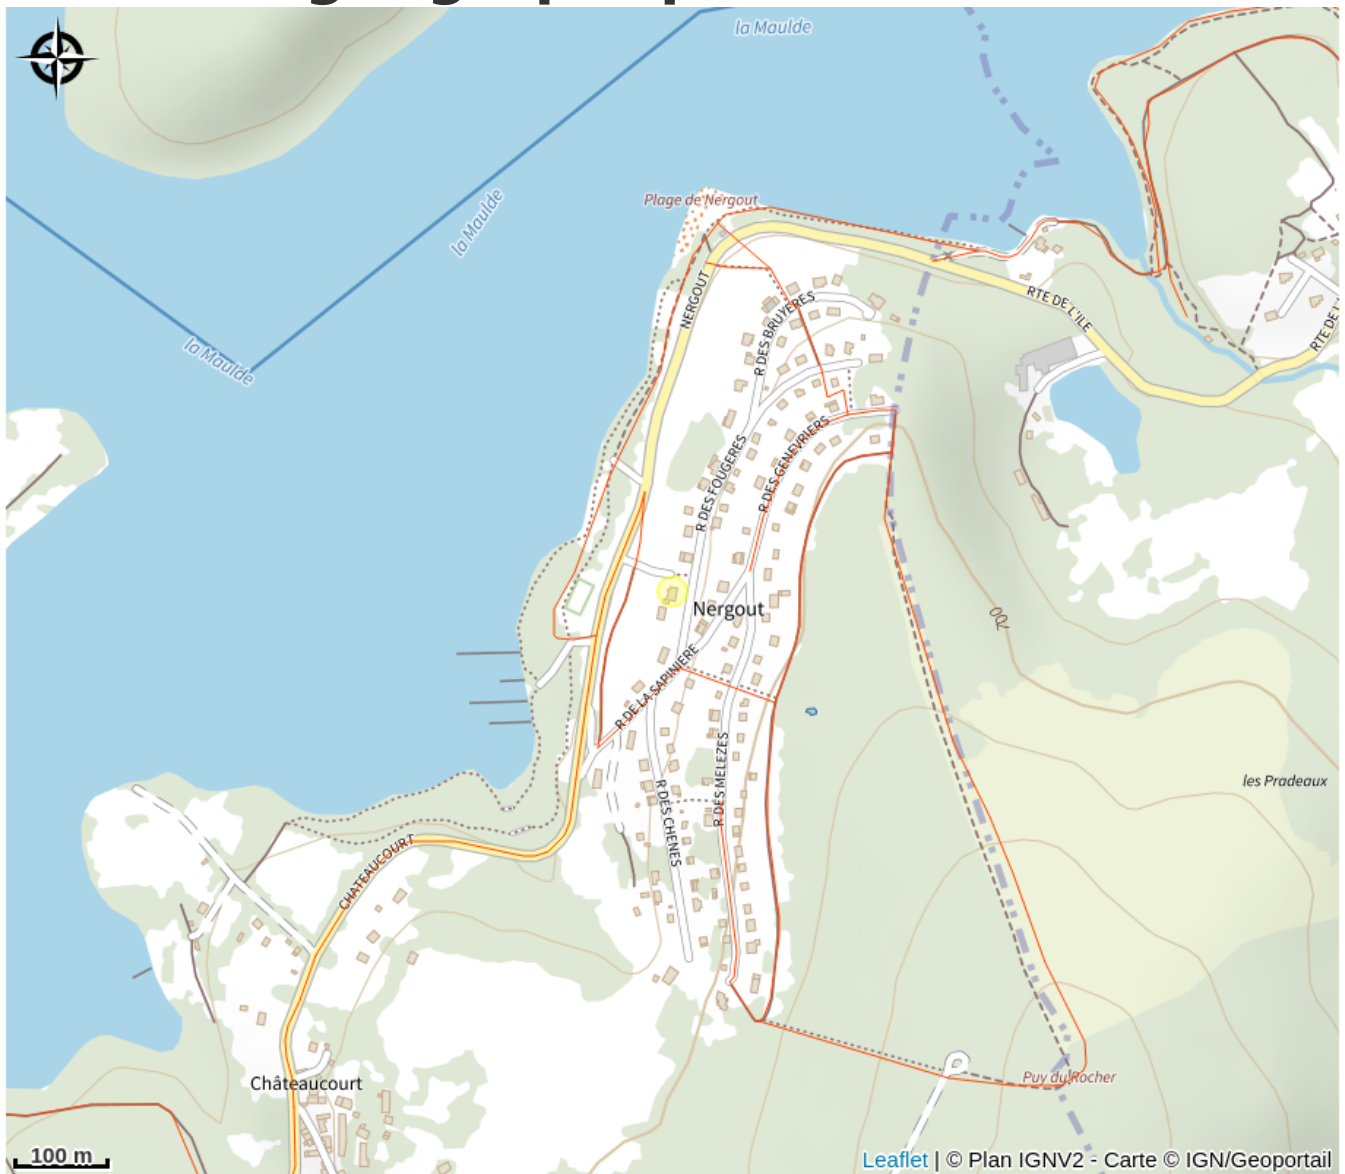 la Maulde
Plage de Nergout
la Maulde
NERGOUT
RTE DE L'ILE
R DES BRUYERES
la Maulde
R DES GENEVRIERS
R DES FOUGERES
Nergout
700
R DE LA SAPINIERE
les Pradeaux
R DES MELEZES
R DES CHENES
CHATEAUCOURT
Puy du Rocher
Châteaucourt
100 m
Leaflet | © Plan IGNV2 - Carte © IGN/Geoportail